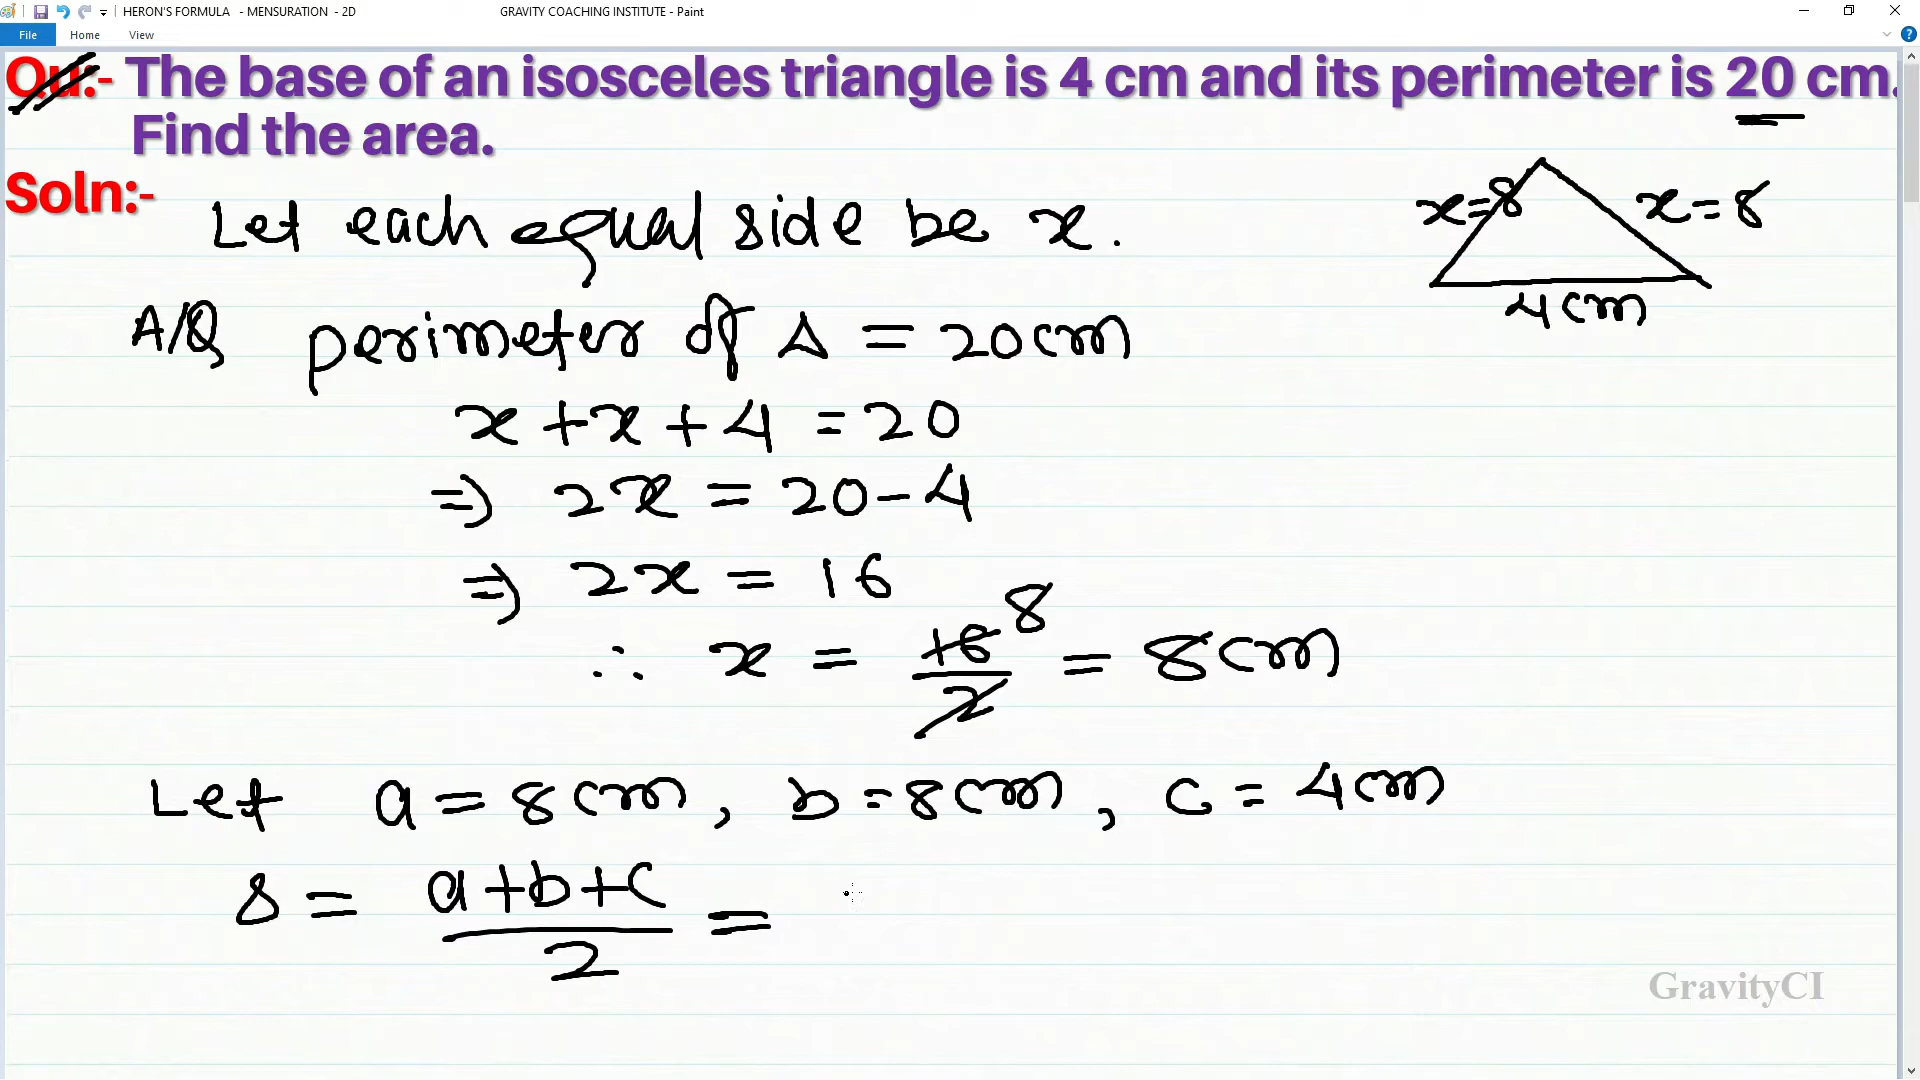 HERON'S FORMULA - MENSURATION - 2D GRAVITY COACHING INSTITUTE - Paint
File Home View
Qu:- The base of an isosceles triangle is 4 cm and its perimeter is 20 cm.
Find the area.
Soln:-
Let each equal side be x.
x=8 x=8
4cm
A/Q perimeter of Δ = 20cm
x + x + 4 = 20
=> 2x = 20 - 4
=> 2x = 16
∴ x = 16/2 8 = 8cm
Let a = 8cm, b = 8cm, c = 4cm
s = a+b+c/2 =
GravityCI